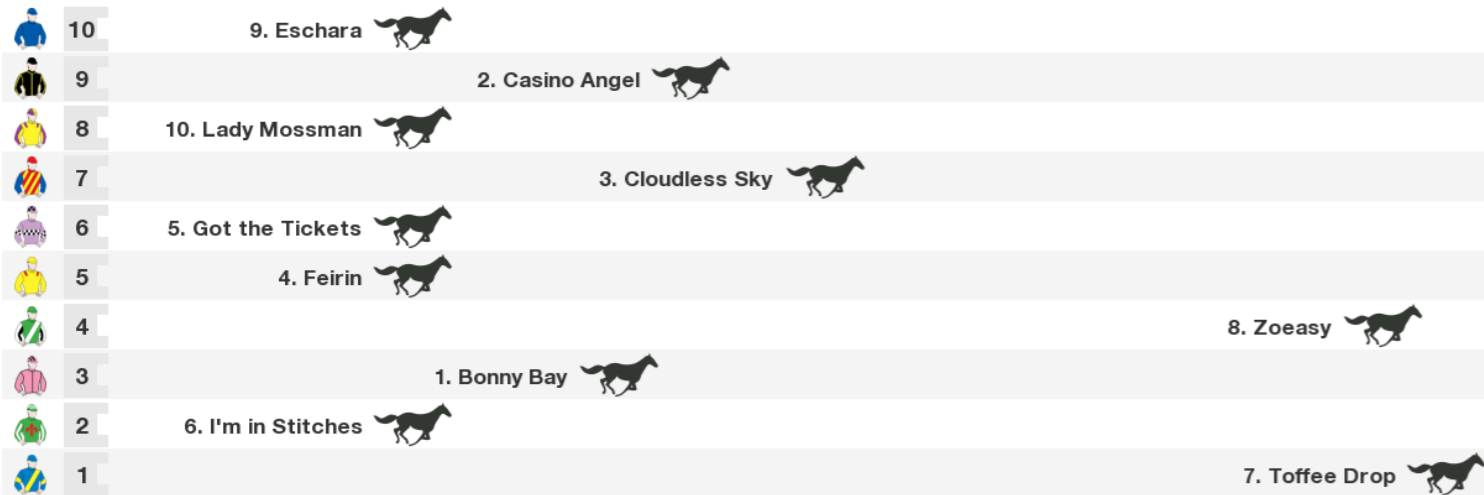 10 9. Eschara
9 2. Casino Angel
8 10. Lady Mossman
7 3. Cloudless Sky
6 5. Got the Tickets
5 4. Feirin
4 8. Zoeasy
3 1. Bonny Bay
2 6. I'm in Stitches
1 7. Toffee Drop